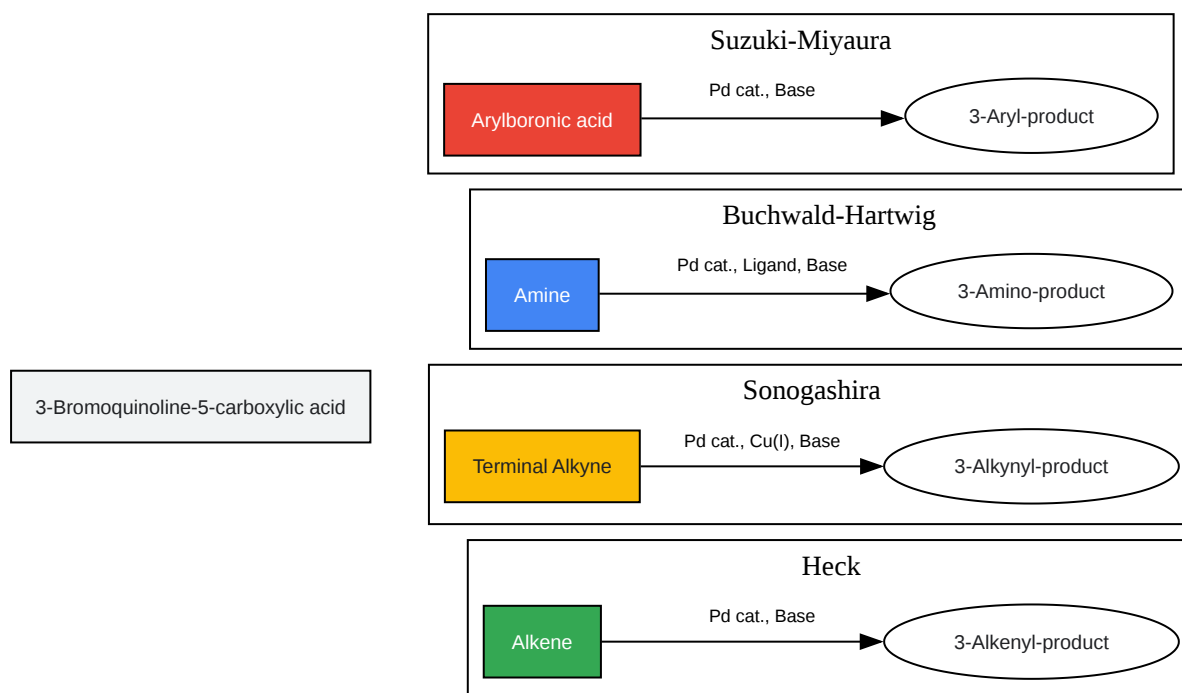 Suzuki-Miyaura
Arylboronic acid
Pd cat., Base
3-Aryl-product
Buchwald-Hartwig
Amine
Pd cat., Ligand, Base
3-Amino-product
3-Bromoquinoline-5-carboxylic acid
Sonogashira
Terminal Alkyne
Pd cat., Cu(I), Base
3-Alkynyl-product
Heck
Alkene
Pd cat., Base
3-Alkenyl-product